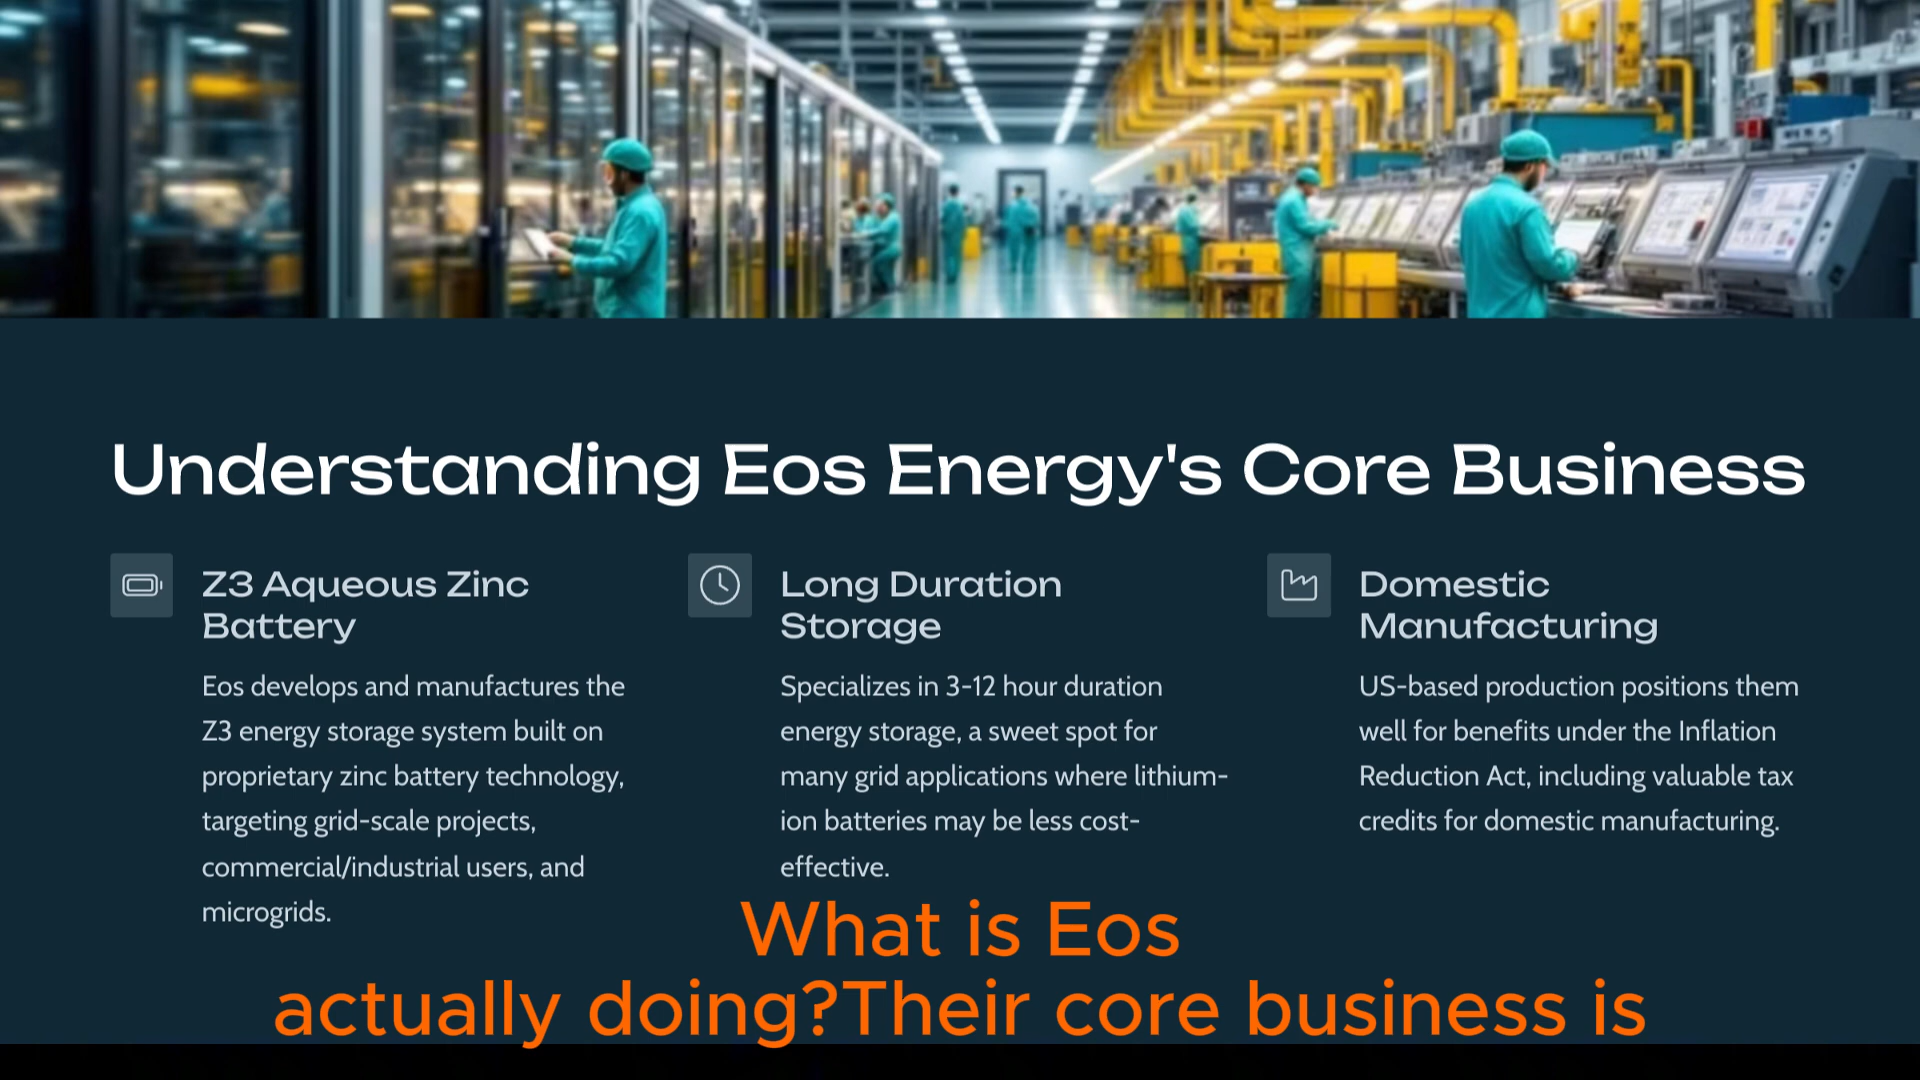 Understanding Eos Energy's Core Business
Z3 Aqueous Zinc
Battery
Eos develops and manufactures the
Z3 energy storage system built on
proprietary zinc battery technology,
targeting grid-scale projects,
commercial/industrial users, and
microgrids.
Long Duration
Storage
Specializes in 3-12 hour duration
energy storage, a sweet spot for
many grid applications where lithium-
ion batteries may be less cost-
effective.
Domestic
Manufacturing
US-based production positions them
well for benefits under the Inflation
Reduction Act, including valuable tax
credits for domestic manufacturing.
What is Eos
actually doing?Their core business is